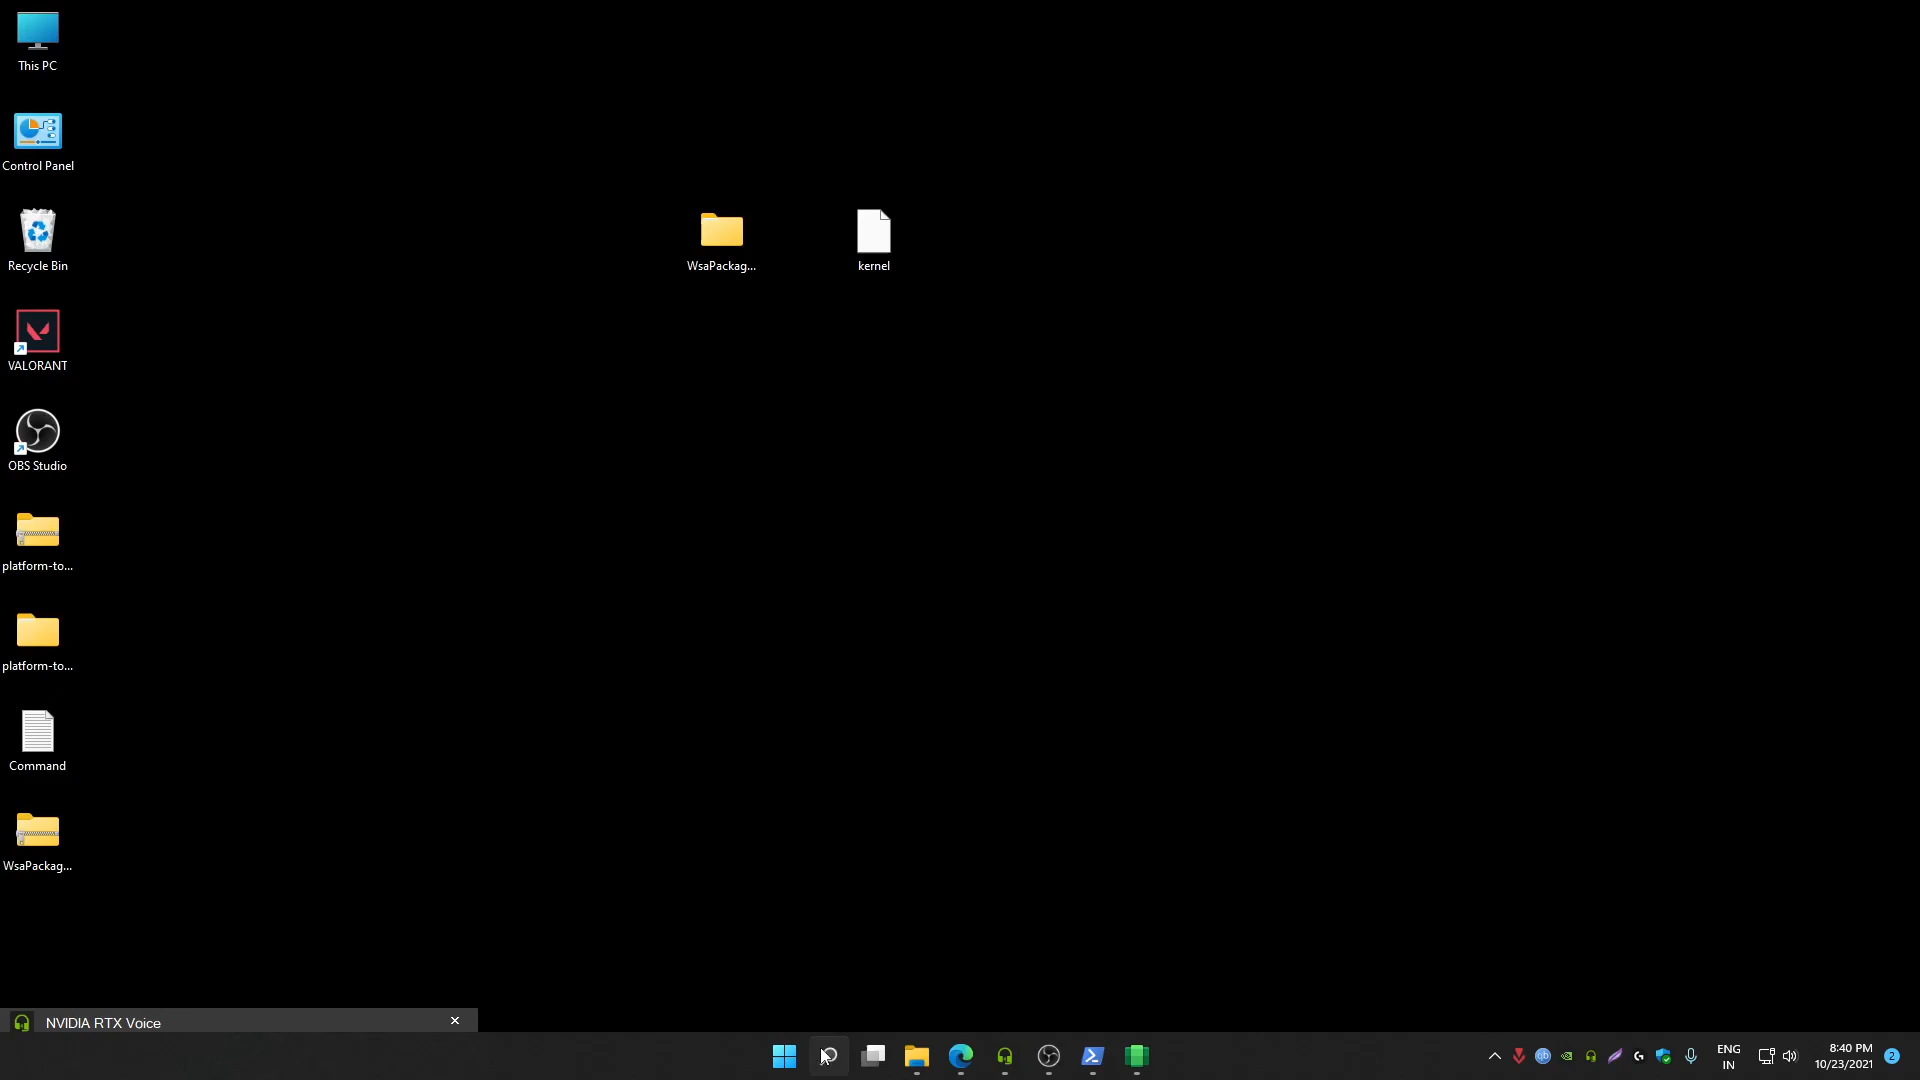 This PC
Control Panel
Recycle Bin
VALORANT
OBS Studio
platform-to...
platform-to...
Command
WsaPackag...
WsaPackag...
kernel
NVIDIA RTX Voice
ENG
IN
8:40 PM
10/23/2021
2